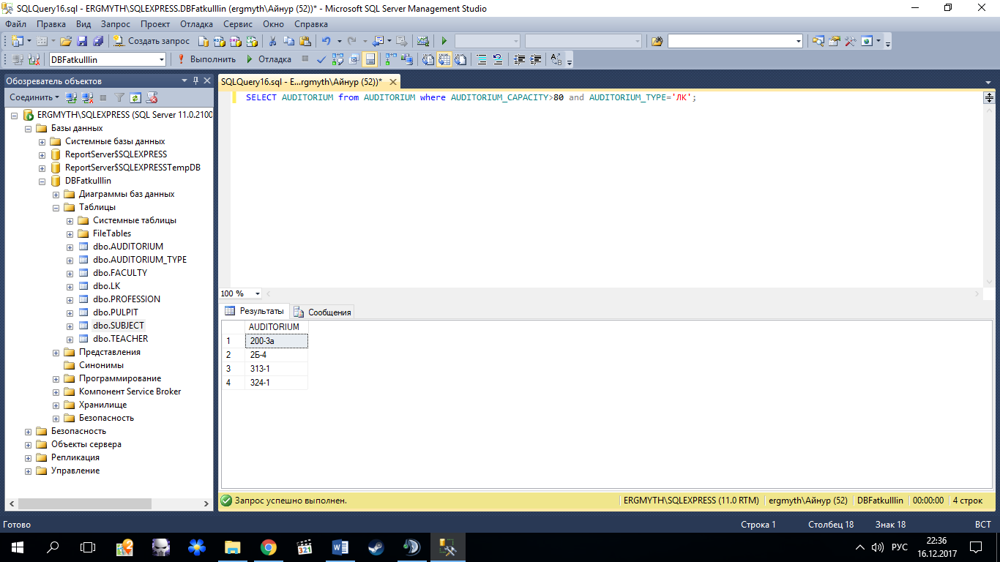 SQLQuery16.sql - ERGMYTH\SQLEXPRESS.DBFatkulllin (ergmyth\Айнур (52))* - Microsoft SQL Server Management Studio
Файл Правка Вид Запрос Проект Отладка Сервис Окно Справка
Создать запрос
DBFatkulllin
Выполнить
Отладка
Обозреватель объектов
Соединить
ERGMYTH\SQLEXPRESS (SQL Server 11.0.2100
Базы данных
Системные базы данных
ReportServer$SQLEXPRESS
ReportServer$SQLEXPRESSTempDB
DBFatkulllin
Диаграммы баз данных
Таблицы
Системные таблицы
FileTables
dbo.AUDITORIUM
dbo.AUDITORIUM_TYPE
dbo.FACULTY
dbo.LK
dbo.PROFESSION
dbo.PULPIT
dbo.SUBJECT
dbo.TEACHER
Представления
Синонимы
Программирование
Компонент Service Broker
Хранилище
Безопасность
Безопасность
Объекты сервера
Репликация
Управление
SQLQuery16.sql - E...rgmyth\Айнур (52))*
SELECT AUDITORIUM from AUDITORIUM where AUDITORIUM_CAPACITY>80 and AUDITORIUM_TYPE='ЛК';
100 %
Результаты
Сообщения
AUDITORIUM
1 200-3а
2 2Б-4
3 313-1
4 324-1
Запрос успешно выполнен.
ERGMYTH\SQLEXPRESS (11.0 RTM)
ergmyth\Айнур (52)
DBFatkulllin
00:00:00
4 строк
Готово
Строка 1
Столбец 18
Знак 18
ВСТ
321
РУС
22:36
16.12.2017